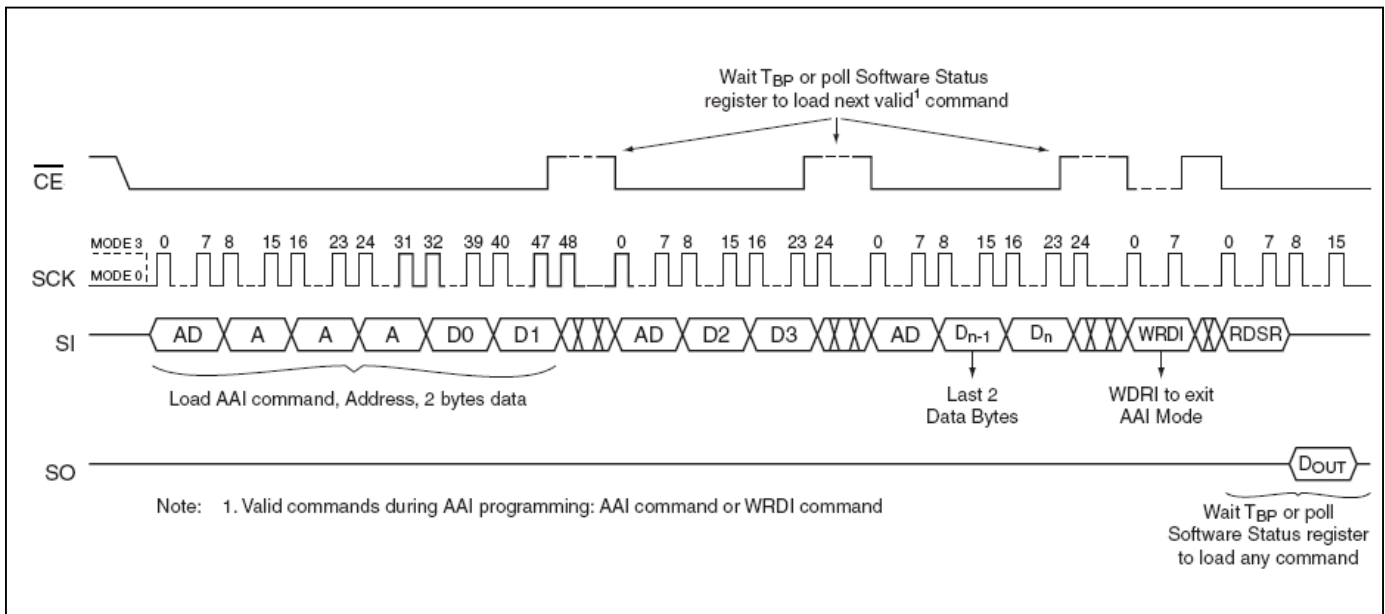 Wait TBP or poll Software Status
register to load next valid1 command
CE
MODE 3 0 7 8 15 16 23 24 31 32 39 40 47 48 0 7 8 15 16 23 24 0 7 8 15 16 23 24 0 7 0 7 8 15
SCK MODE 0
SI AD A A A D0 D1 AD D2 D3 AD Dn-1 Dn WRDI RDSR
Load AAI command, Address, 2 bytes data
Last 2
Data Bytes
WDRI to exit
AAI Mode
SO DOUT
Note: 1. Valid commands during AAI programming: AAI command or WRDI command
Wait TBP or poll
Software Status register
to load any command